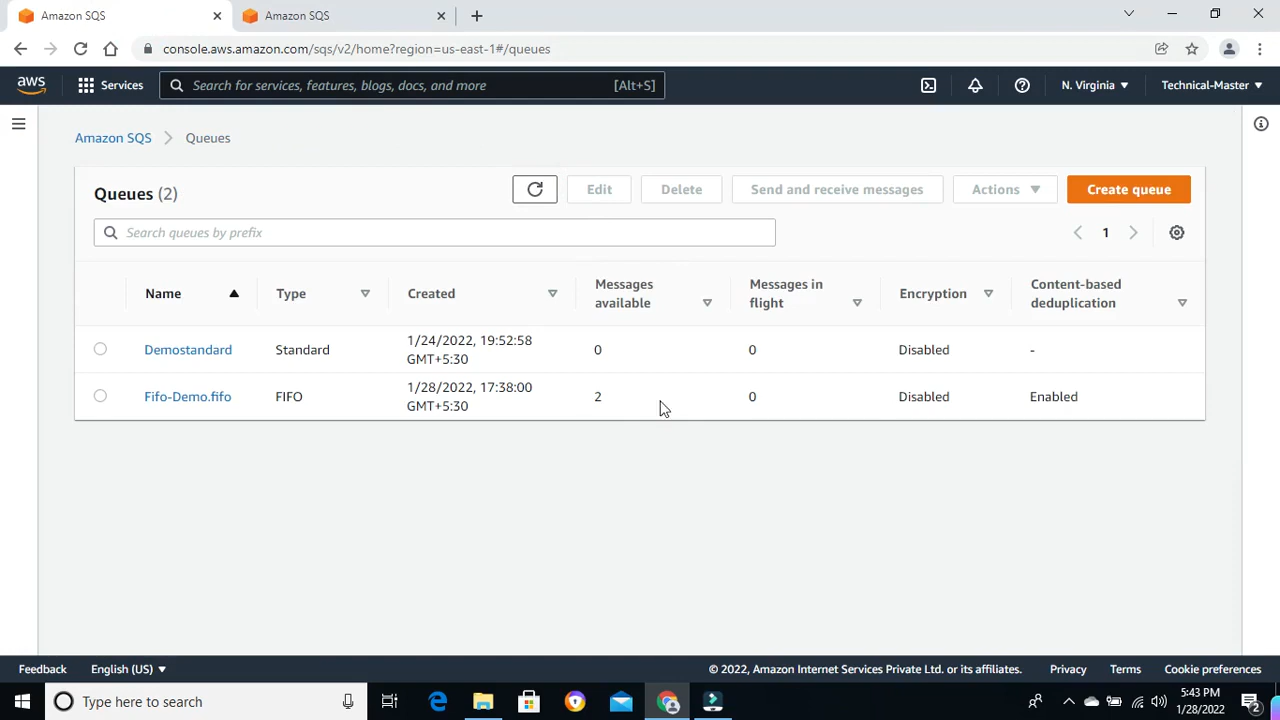 Amazon SQS
Amazon SQS
console.aws.amazon.com/sqs/v2/home?region=us-east-1#/queues
aws
Services
Search for services, features, blogs, docs, and more
[Alt+S]
N. Virginia
Technical-Master
Amazon SQS
Queues
Queues (2)
Edit
Delete
Send and receive messages
Actions
Create queue
Search queues by prefix
1
Name
Type
Created
Messages
available
Messages in
flight
Encryption
Content-based
deduplication
Demostandard
Standard
1/24/2022, 19:52:58
GMT+5:30
0
0
Disabled
-
Fifo-Demo.fifo
FIFO
1/28/2022, 17:38:00
GMT+5:30
2
0
Disabled
Enabled
Feedback
English (US)
© 2022, Amazon Internet Services Private Ltd. or its affiliates.
Privacy
Terms
Cookie preferences
Type here to search
5:43 PM
1/28/2022
2